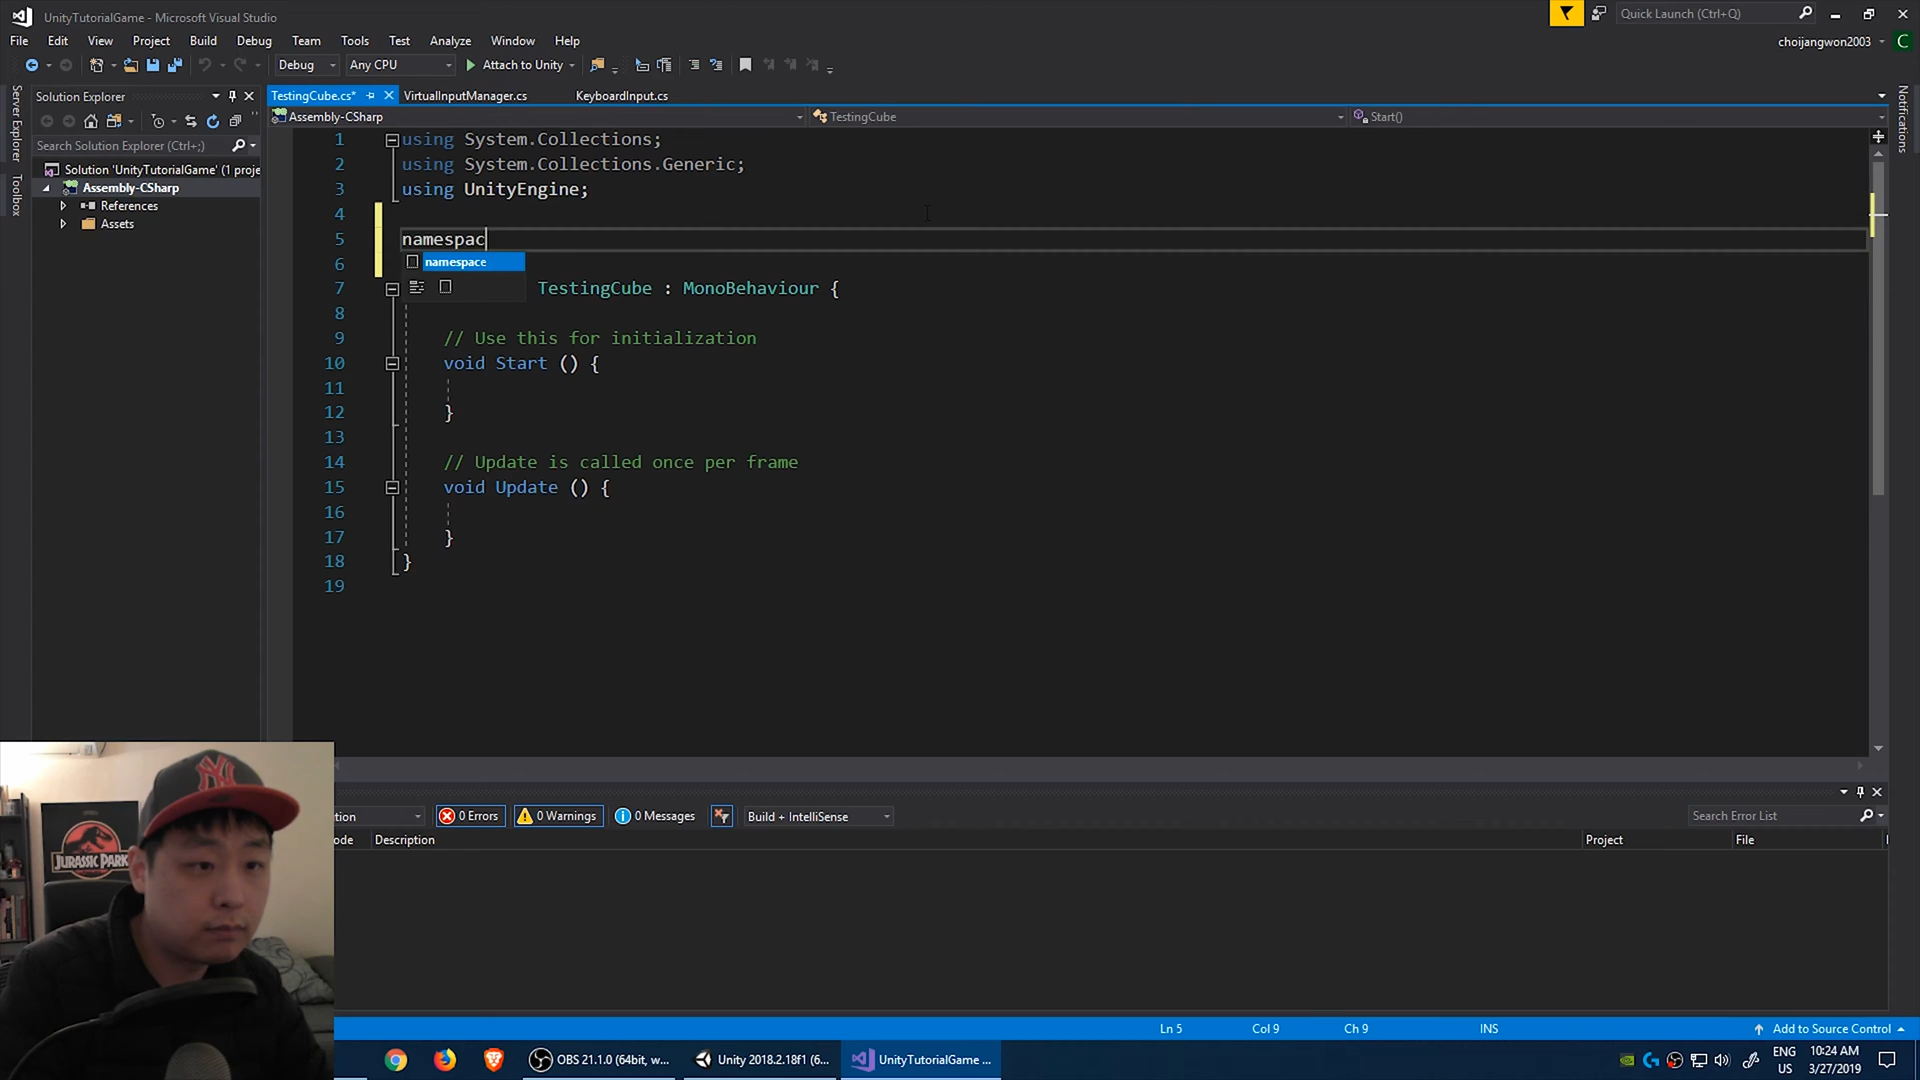 UnityTutorialGame - Microsoft Visual Studio
Quick Launch (Ctrl+Q)
File Edit View Project Build Debug Team Tools Test Analyze Window Help
choijangwon2003 C
Debug Any CPU Attach to Unity
Server Explorer
Toolbox
Solution Explorer
Search Solution Explorer (Ctrl+;)
Solution 'UnityTutorialGame' (1 proje
Assembly-CSharp
References
Assets
TestingCube.cs* VirtualInputManager.cs KeyboardInput.cs
Assembly-CSharp TestingCube Start()
Notifications
1 using System.Collections;
2 using System.Collections.Generic;
3 using UnityEngine;
4
5 namespac
6 namespace
7 TestingCube : MonoBehaviour {
8
9 // Use this for initialization
10 void Start () {
11
12 }
13
14 // Update is called once per frame
15 void Update () {
16
17 }
18 }
19
tion 0 Errors 0 Warnings 0 Messages Build + IntelliSense Search Error List
ode Description Project File
JURASSIC PARK
Ln 5 Col 9 Ch 9 INS Add to Source Control
OBS 21.1.0 (64bit, w... Unity 2018.2.18f1 (6... UnityTutorialGame ...
ENG
US
10:24 AM
3/27/2019